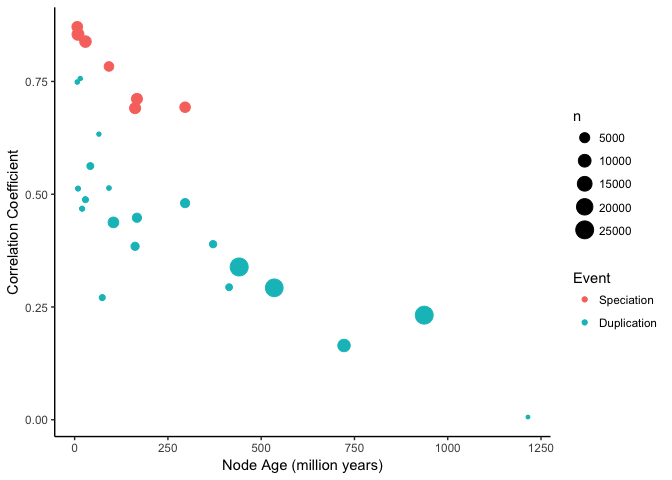 0.75
0.50
0.25
0.00
Correlation Coefficient
0
250
500
750
1000
1250
Node Age (million years)
n
5000
10000
15000
20000
25000
Event
Speciation
Duplication